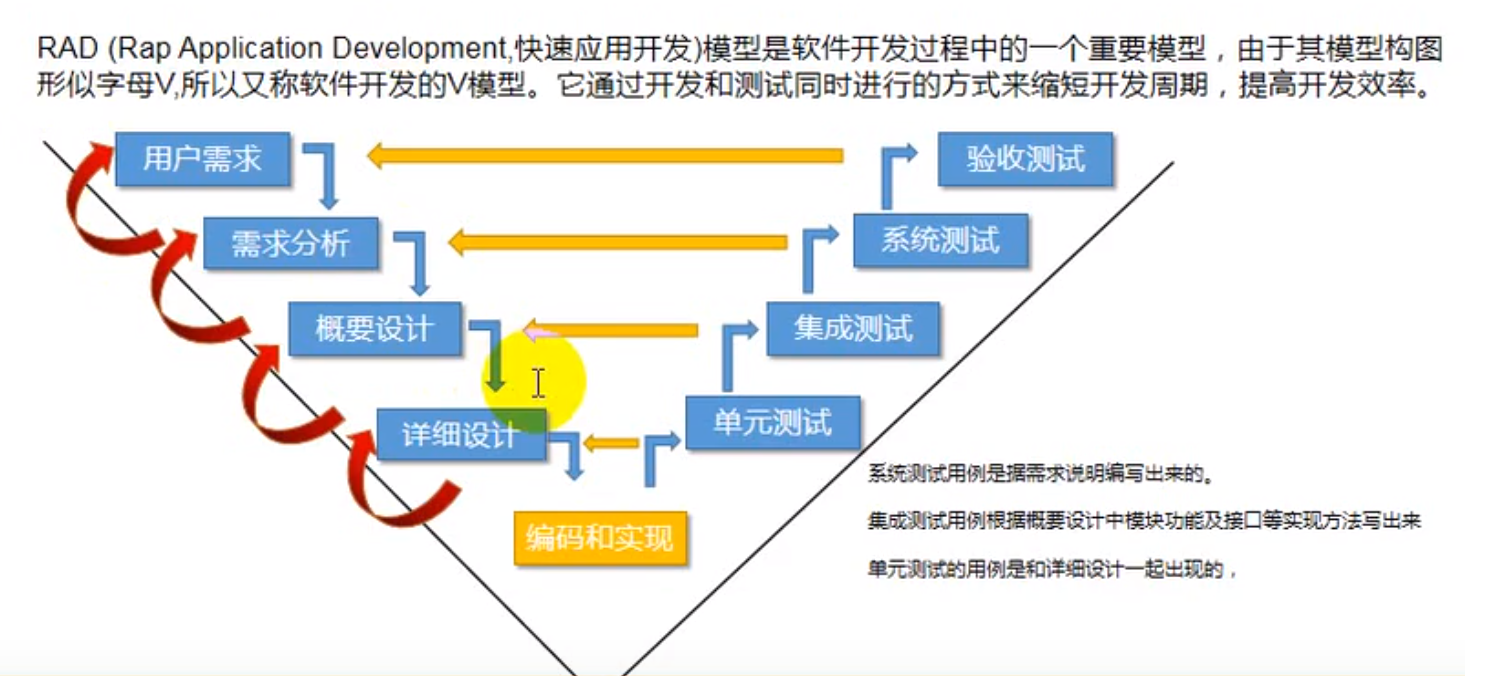 RAD (Rap Application Development,快速应用开发)模型是软件开发过程中的一个重要模型，由于其模型构图
形似字母V,所以又称软件开发的V模型。它通过开发和测试同时进行的方式来缩短开发周期，提高开发效率。
用户需求
验收测试
需求分析
系统测试
概要设计
集成测试
详细设计
单元测试
编码和实现
系统测试用例是据需求说明编写出来的。
集成测试用例根据概要设计中模块功能及接口等实现方法写出来
单元测试的用例是和详细设计一起出现的，